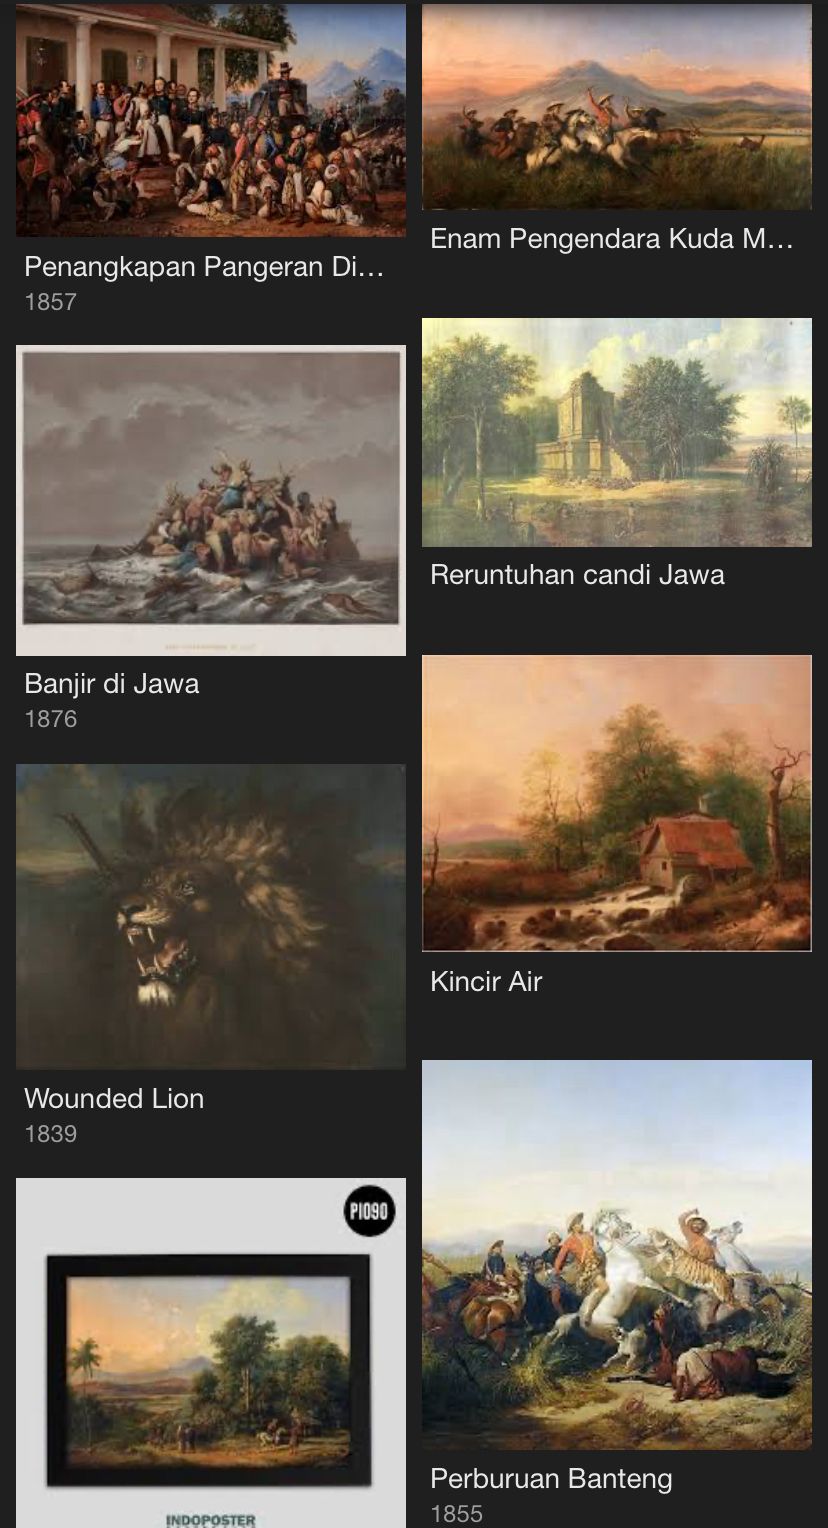 Penangkapan Pangeran Di...
1857
Enam Pengendara Kuda M...
Banjir di Jawa
1876
Reruntuhan candi Jawa
Wounded Lion
1839
Kincir Air
PI090
INDOPOSTER
Perburuan Banteng
1855